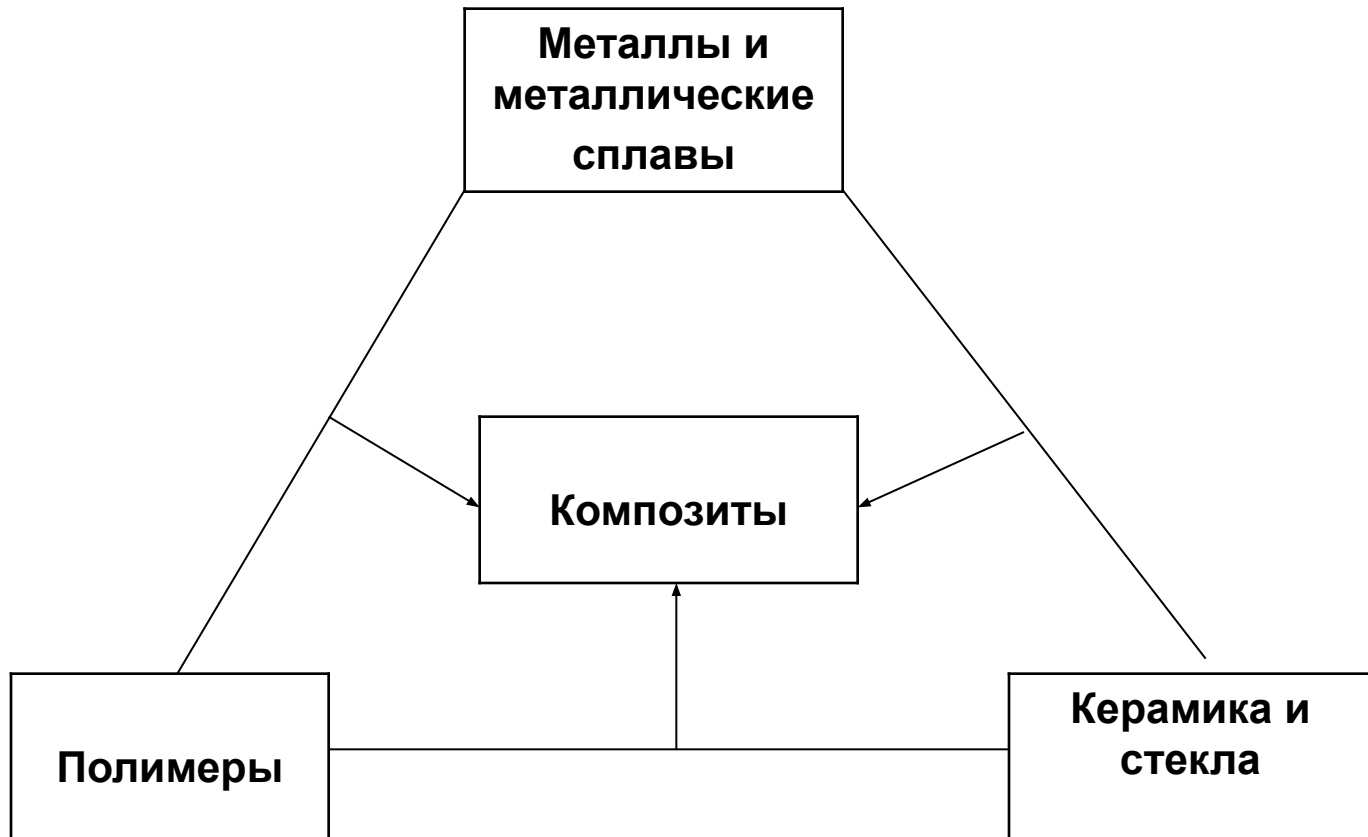 Металлы и
металлические
сплавы
Композиты
Полимеры
Керамика и
стекла